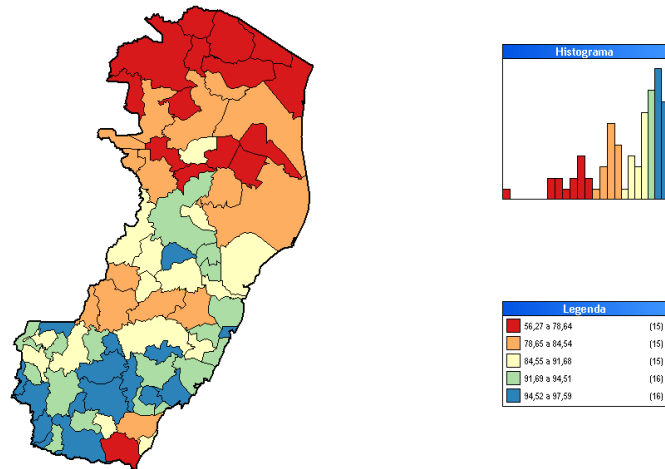 Histograma
Legenda
56,27 a 78,64 (15)
78,65 a 84,54 (15)
84,55 a 91,68 (15)
91,69 a 94,51 (16)
94,52 a 97,59 (16)